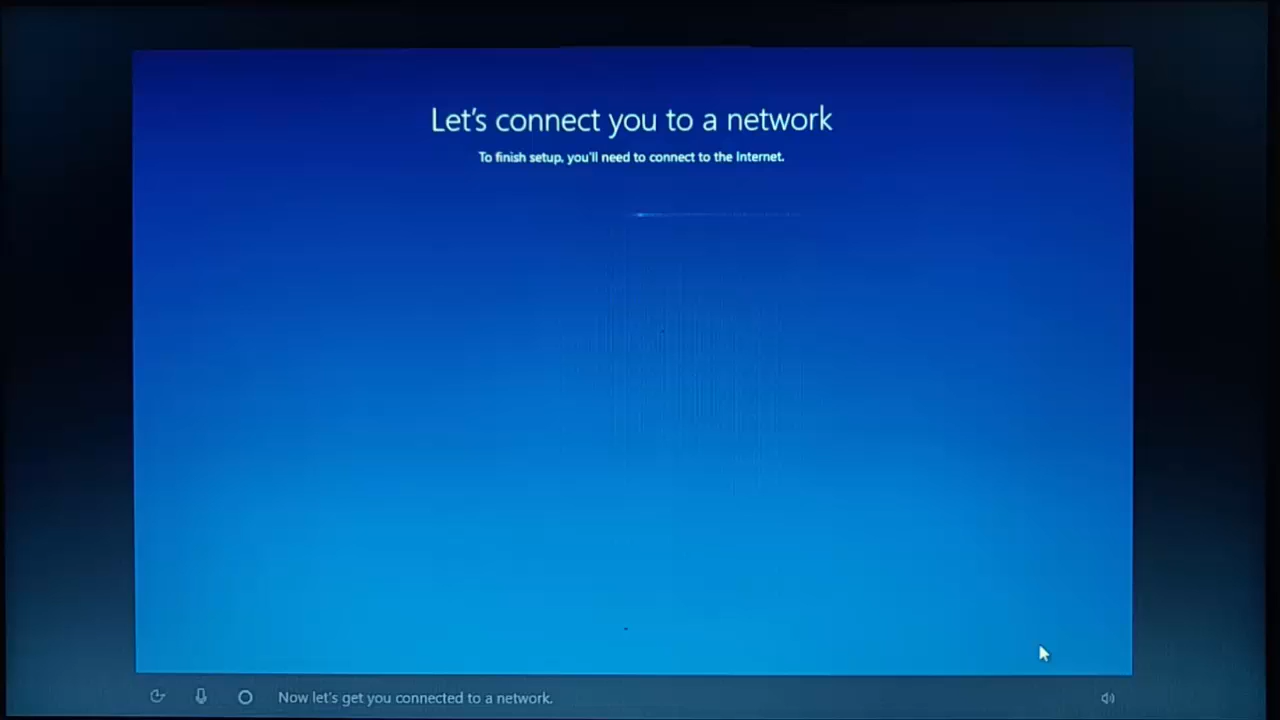 Let's connect you to a network
To finish setup, you'll need to connect to the Internet.
Now let's get you connected to a network.